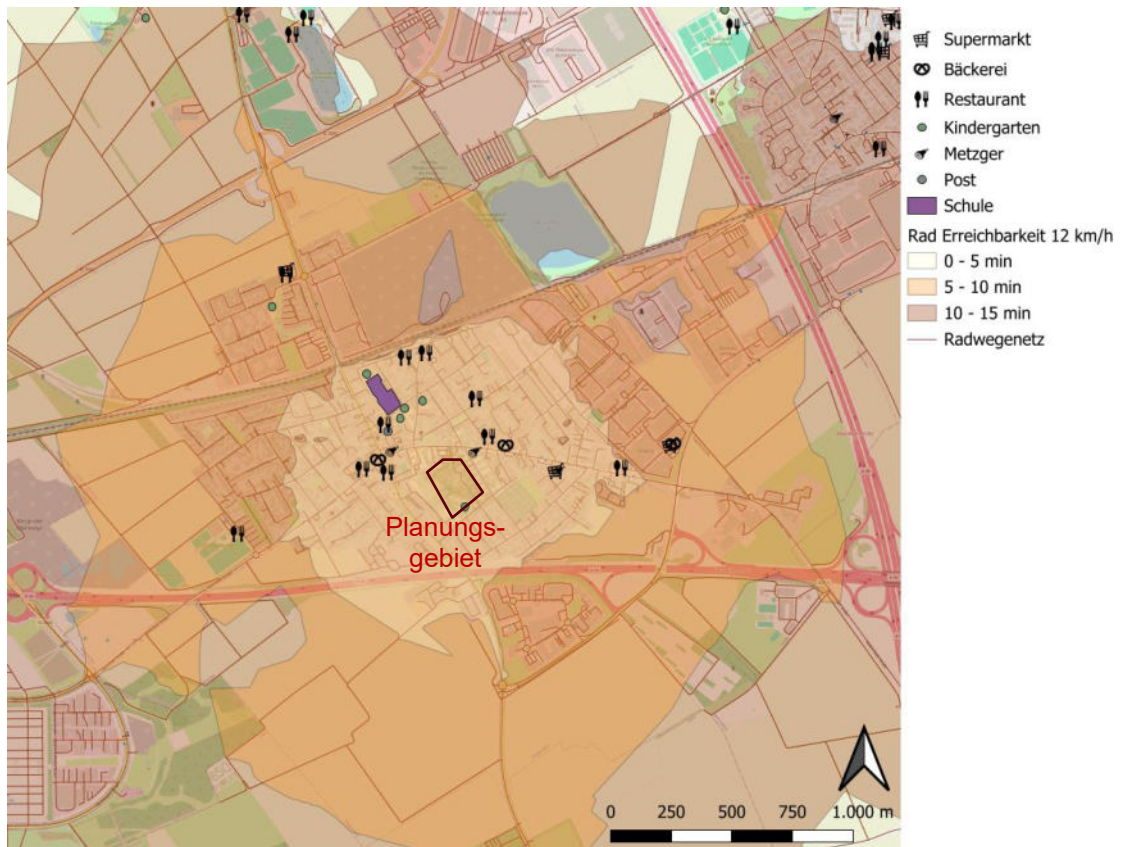 Supermarkt
Bäckerei
Restaurant
Kindergarten
Metzger
Post
Schule
Rad Erreichbarkeit 12 km/h
0 - 5 min
5 - 10 min
10 - 15 min
Radwegenetz
Planungs-
gebiet
0 250 500 750 1.000 m